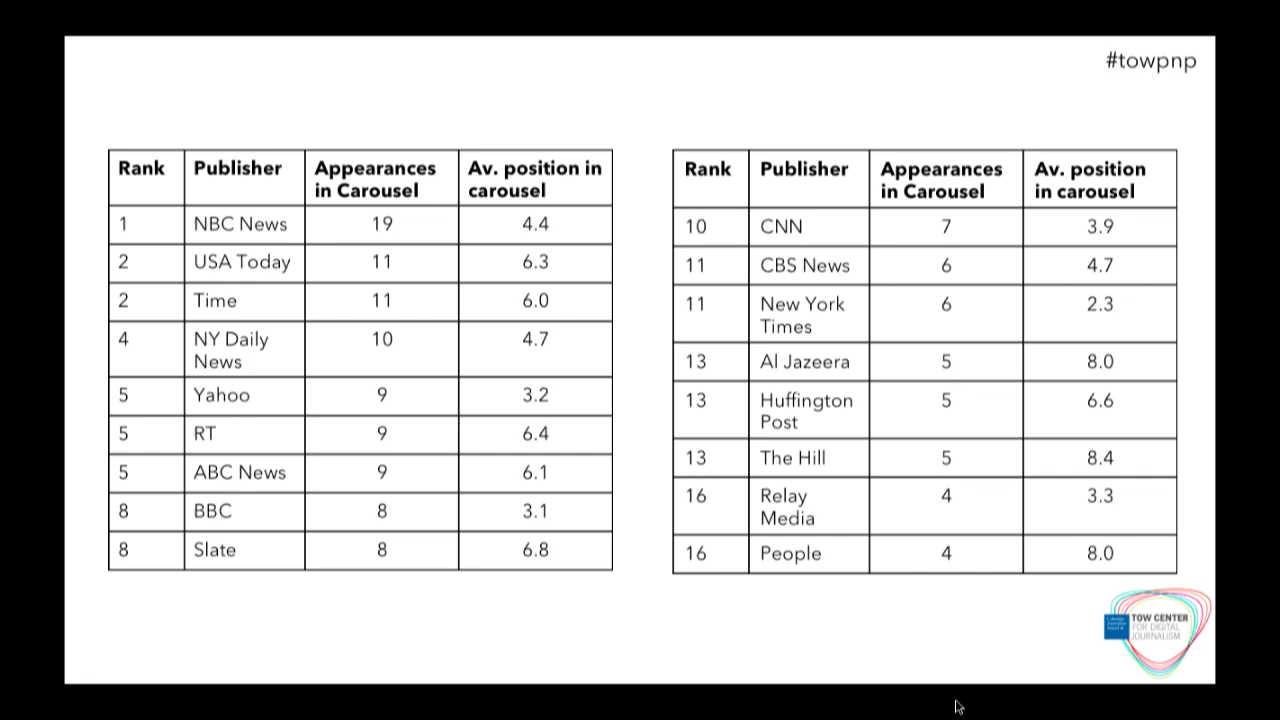 #towpnp
Rank Publisher Appearances in Carousel Av. position in carousel
1 NBC News 19 4.4
2 USA Today 11 6.3
2 Time 11 6.0
4 NY Daily News 10 4.7
5 Yahoo 9 3.2
5 RT 9 6.4
5 ABC News 9 6.1
8 BBC 8 3.1
8 Slate 8 6.8
Rank Publisher Appearances in Carousel Av. position in carousel
10 CNN 7 3.9
11 CBS News 6 4.7
11 New York Times 6 2.3
13 Al Jazeera 5 8.0
13 Huffington Post 5 6.6
13 The Hill 5 8.4
16 Relay Media 4 3.3
16 People 4 8.0
TOW CENTER
FOR DIGITAL
JOURNALISM